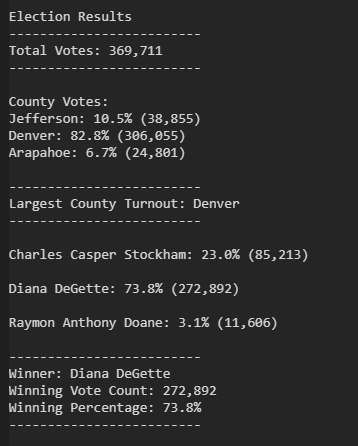 Election Results
-------------------------
Total Votes: 369,711
-------------------------
County Votes:
Jefferson: 10.5% (38,855)
Denver: 82.8% (306,055)
Arapahoe: 6.7% (24,801)
-------------------------
Largest County Turnout: Denver
-------------------------
Charles Casper Stockham: 23.0% (85,213)
Diana DeGette: 73.8% (272,892)
Raymon Anthony Doane: 3.1% (11,606)
-------------------------
Winner: Diana DeGette
Winning Vote Count: 272,892
Winning Percentage: 73.8%
-------------------------